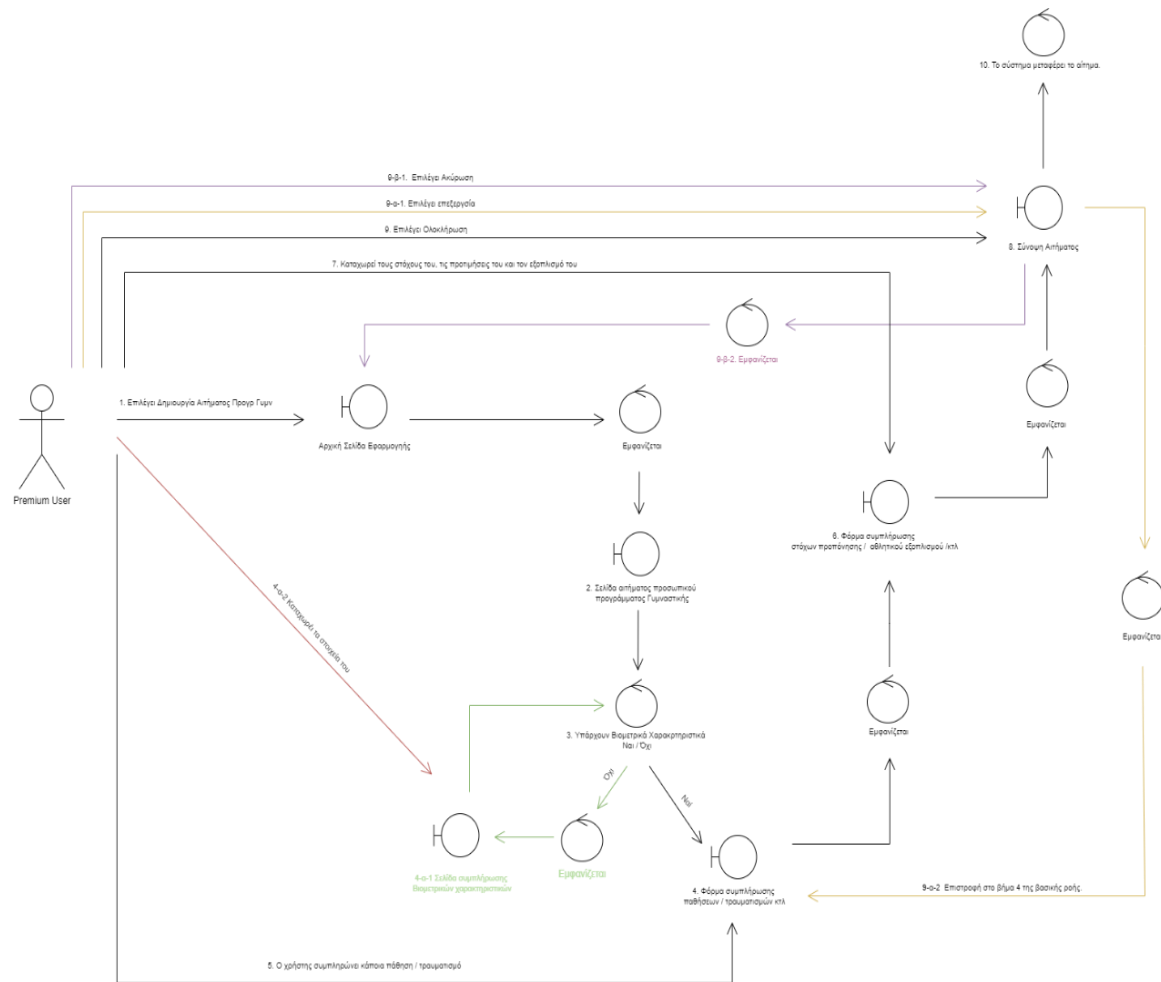 10. Το σύστημα μεταφέρει το αίτημα.
9-β-1. Επιλέγει Ακύρωση
9-α-1. Επιλέγει επεξεργσία
9. Επιλέγει Ολοκλήρωση
8. Σύνοψη Αιτήματος
7. Καταχωρεί τους στόχους του, τις προτιμήσεις του και τον εξοπλισμό του
9-β-2. Εμφανίζεται
1. Επιλέγει Δημιουργία Αιτήματος Προγρ Γυμν
Αρχική Σελίδα Εφαρμογής
Εμφανίζεται
Εμφανίζεται
Premium User
6. Φόρμα συμπλήρωσης
στόχων προπόνησης / αθλητικού εξοπλισμού /κτλ
2. Σελίδα αιτήματος προσωπικού
προγράμματος Γυμναστικής
4-α-2 Καταχωρεί τα στοιχεία του
Εμφανίζεται
3. Υπάρχουν Βιομετρικά Χαρακρτηριστικά
Ναι / Όχι
Εμφανίζεται
Όχι
Ναι
4-α-1 Σελίδα συμπλήρωσης
Βιομετρικών χαρακτηριστικών
Εμφανίζεται
4. Φόρμα συμπλήρωσης
παθήσεων / τραυματισμών κτλ
9-α-2 Επιστροφή στο βήμα 4 της βασικής ροής.
5. Ο χρήστης συμπληρώνει κάποια πάθηση / τραυματισμό